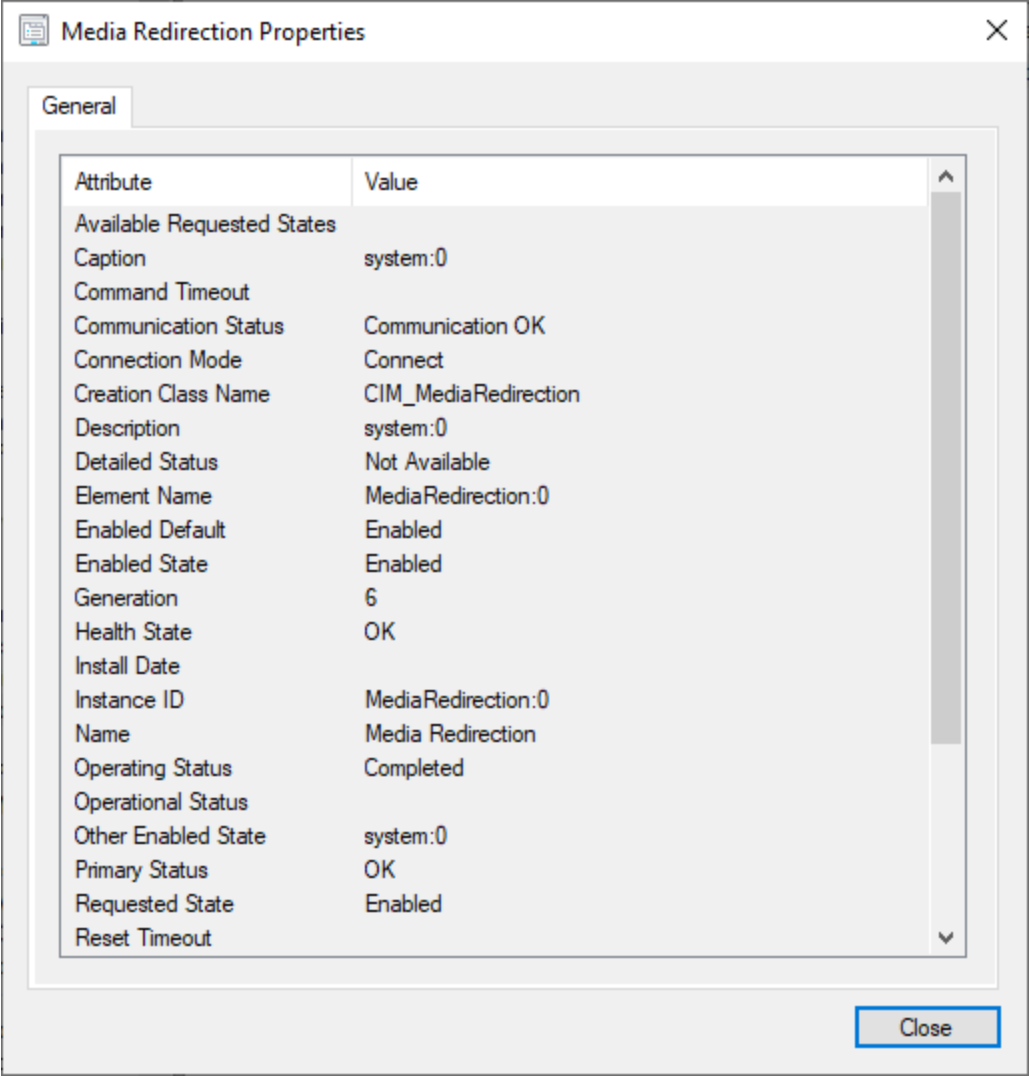 Media Redirection Properties
General
Attribute Value
Available Requested States
Caption system:0
Command Timeout
Communication Status Communication OK
Connection Mode Connect
Creation Class Name CIM_MediaRedirection
Description system:0
Detailed Status Not Available
Element Name MediaRedirection:0
Enabled Default Enabled
Enabled State Enabled
Generation 6
Health State OK
Install Date
Instance ID MediaRedirection:0
Name Media Redirection
Operating Status Completed
Operational Status
Other Enabled State system:0
Primary Status OK
Requested State Enabled
Reset Timeout
Close